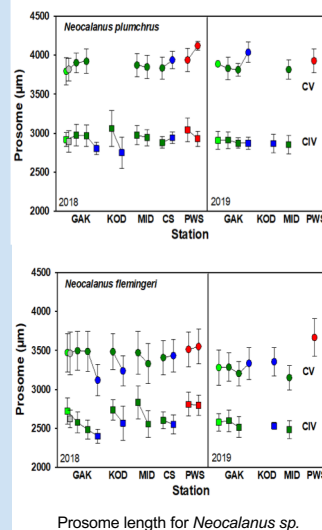 Neocalanus plumchrus
4500
4000
3500
3000
2500
2000
Prosome (µm)
CV
CIV
2018
2019
GAK KOD MID CS PWS GAK KOD MID PWS
Station
Neocalanus flemingeri
4500
4000
3500
3000
2500
2000
Prosome (µm)
CV
CIV
2018
2019
GAK KOD MID CS PWS GAK KOD MID PWS
Station
Prosome length for Neocalanus sp.